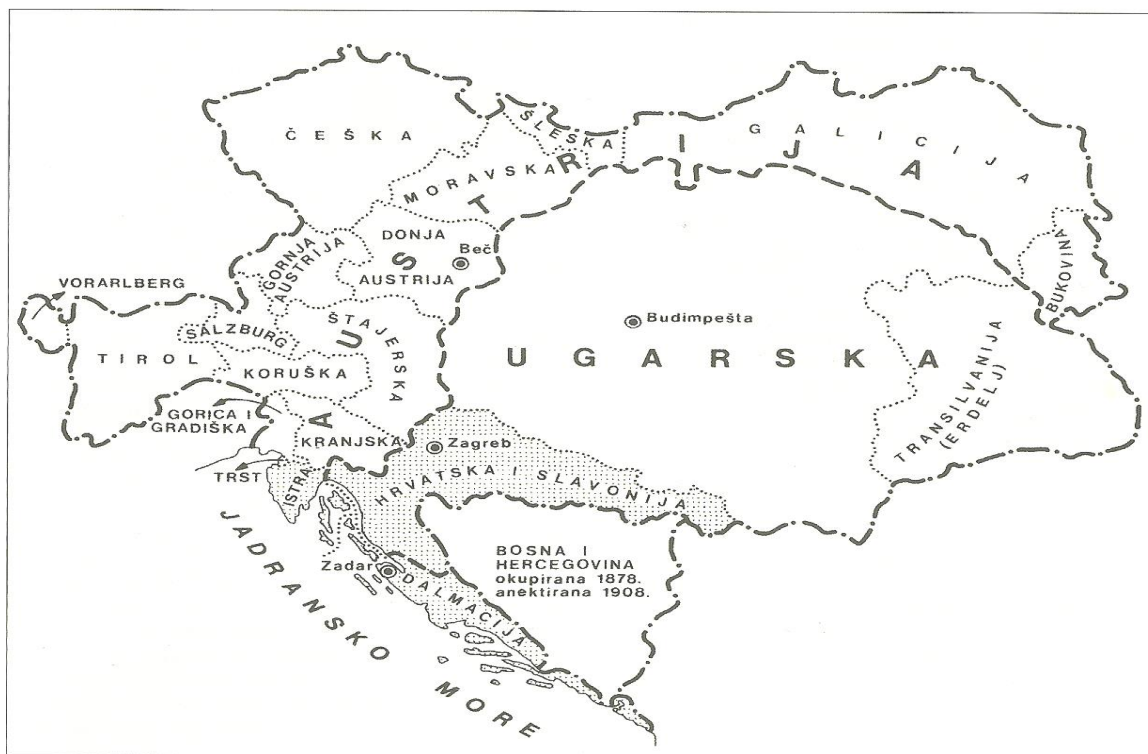 ČEŠKA
ŠLESKA
MORAVSKA
GALICIJA
BUKOVINA
AUSTRIJA
DONJA
AUSTRIJA
Beč
GORNJA
AUSTRIJA
VORARLBERG
SALZBURG
TIROL
ŠTAJERSKA
KORUŠKA
GORICA I
GRADIŠKA
KRANJSKA
TRST
ISTRA
Budimpešta
UGARSKA
TRANSILVANIJA
(ERDELJ)
Zagreb
HRVATSKA I SLAVONIJA
BOSNA I
HERCEGOVINA
okupirana 1878.
anektirana 1908.
Zadar
DALMACIJA
JADRANSKO MORE